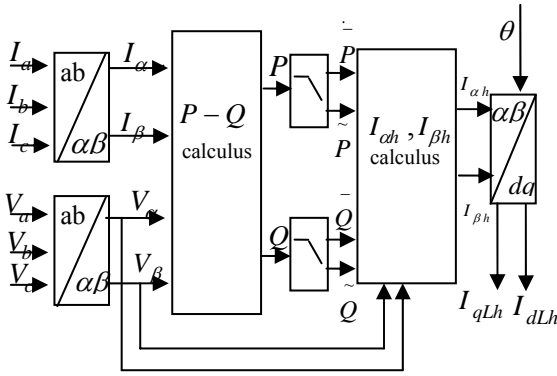 I_a
I_b
I_c
ab
αβ
I_α
I_β
V_a
V_b
V_c
ab
αβ
V_α
V_β
P − Q
calculus
P
Q
P̄
P̃
Q̄
Q̃
I_αh , I_βh
calculus
I_αh
I_βh
θ
αβ
dq
I_qLh
I_dLh